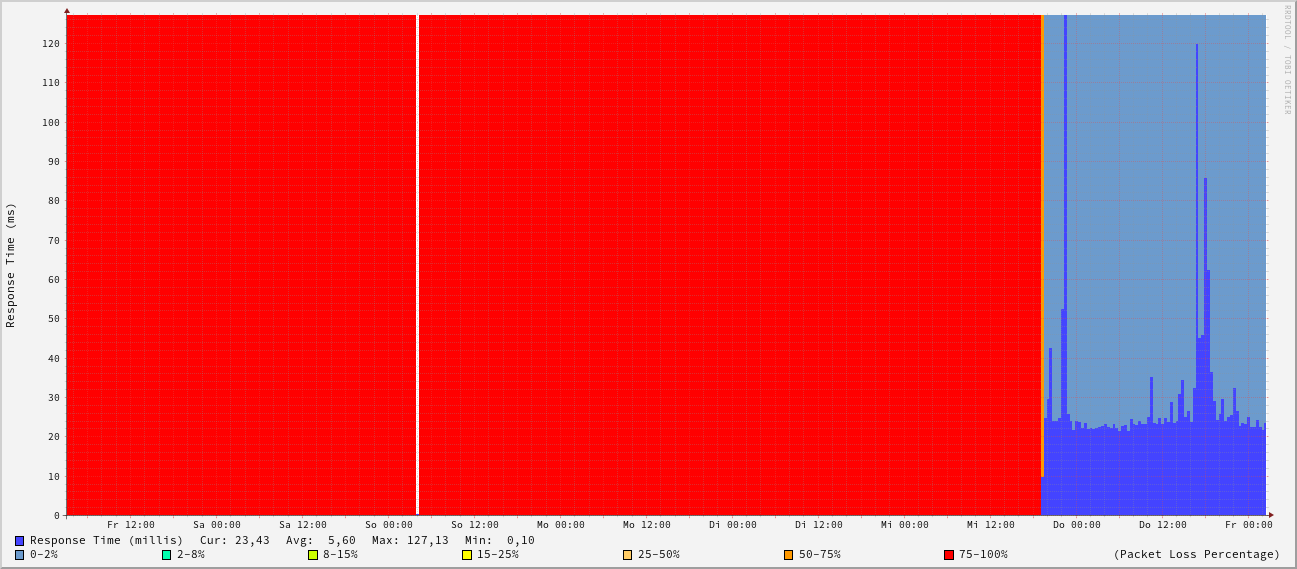 RRDTOOL / TOBI OETIKER
Response Time (ms)
120
110
100
90
80
70
60
50
40
30
20
10
0
Fr 12:00 Sa 00:00 Sa 12:00 So 00:00 So 12:00 Mo 00:00 Mo 12:00 Di 00:00 Di 12:00 Mi 00:00 Mi 12:00 Do 00:00 Do 12:00 Fr 00:00
Response Time (millis) Cur: 23,43 Avg: 5,60 Max: 127,13 Min: 0,10
0-2% 2-8% 8-15% 15-25% 25-50% 50-75% 75-100% (Packet Loss Percentage)